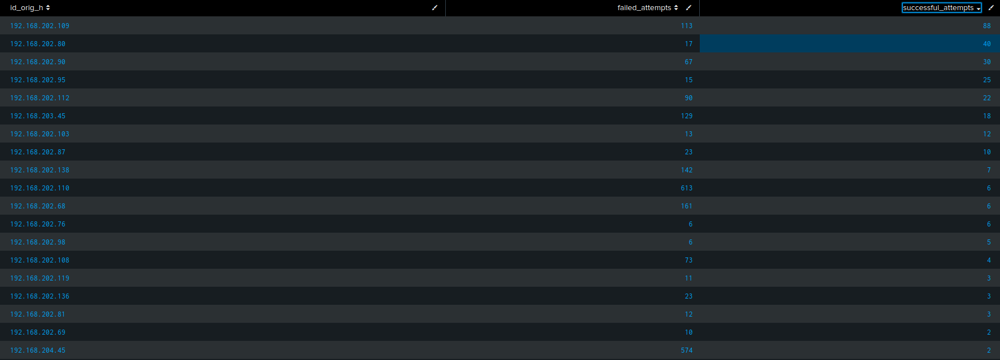 id_orig_h failed_attempts successful_attempts
192.168.202.109 113 88
192.168.202.80 17 40
192.168.202.90 67 30
192.168.202.95 15 25
192.168.202.112 90 22
192.168.203.45 129 18
192.168.202.103 13 12
192.168.202.87 23 10
192.168.202.138 142 7
192.168.202.110 613 6
192.168.202.68 161 6
192.168.202.76 6 6
192.168.202.98 6 5
192.168.202.108 73 4
192.168.202.119 11 3
192.168.202.136 23 3
192.168.202.81 12 3
192.168.202.69 10 2
192.168.204.45 574 2